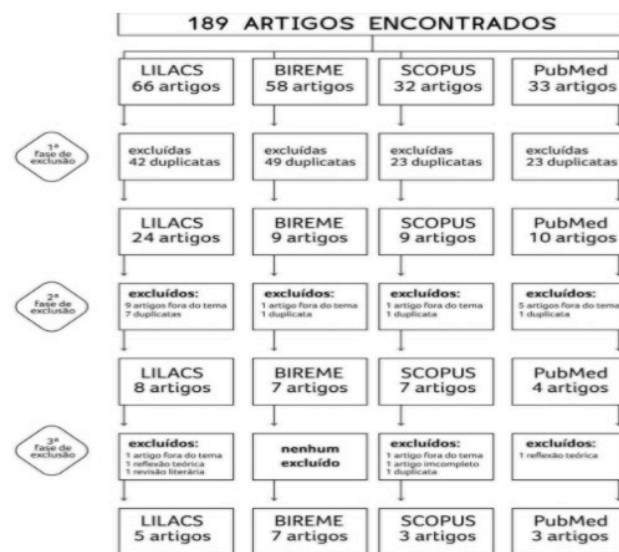 189 ARTIGOS ENCONTRADOS
LILACS
66 artigos
BIREME
58 artigos
SCOPUS
32 artigos
PubMed
33 artigos
1ª
fase de
exclusão
excluídas
42 duplicatas
excluídas
49 duplicatas
excluídas
23 duplicatas
excluídas
23 duplicatas
LILACS
24 artigos
BIREME
9 artigos
SCOPUS
9 artigos
PubMed
10 artigos
2ª
fase de
exclusão
excluídos:
9 artigos fora do tema
7 duplicatas
excluídos:
1 artigo fora do tema
1 duplicata
excluídos:
1 artigo fora do tema
1 duplicata
excluídos:
5 artigos fora do tema
1 duplicata
LILACS
8 artigos
BIREME
7 artigos
SCOPUS
7 artigos
PubMed
4 artigos
3ª
fase de
exclusão
excluídos:
1 artigo fora do tema
1 reflexão teórica
1 revisão literária
nenhum
excluído
excluídos:
1 artigo fora do tema
1 artigo imcompleto
1 duplicata
excluídos:
1 reflexão teórica
LILACS
5 artigos
BIREME
7 artigos
SCOPUS
3 artigos
PubMed
3 artigos